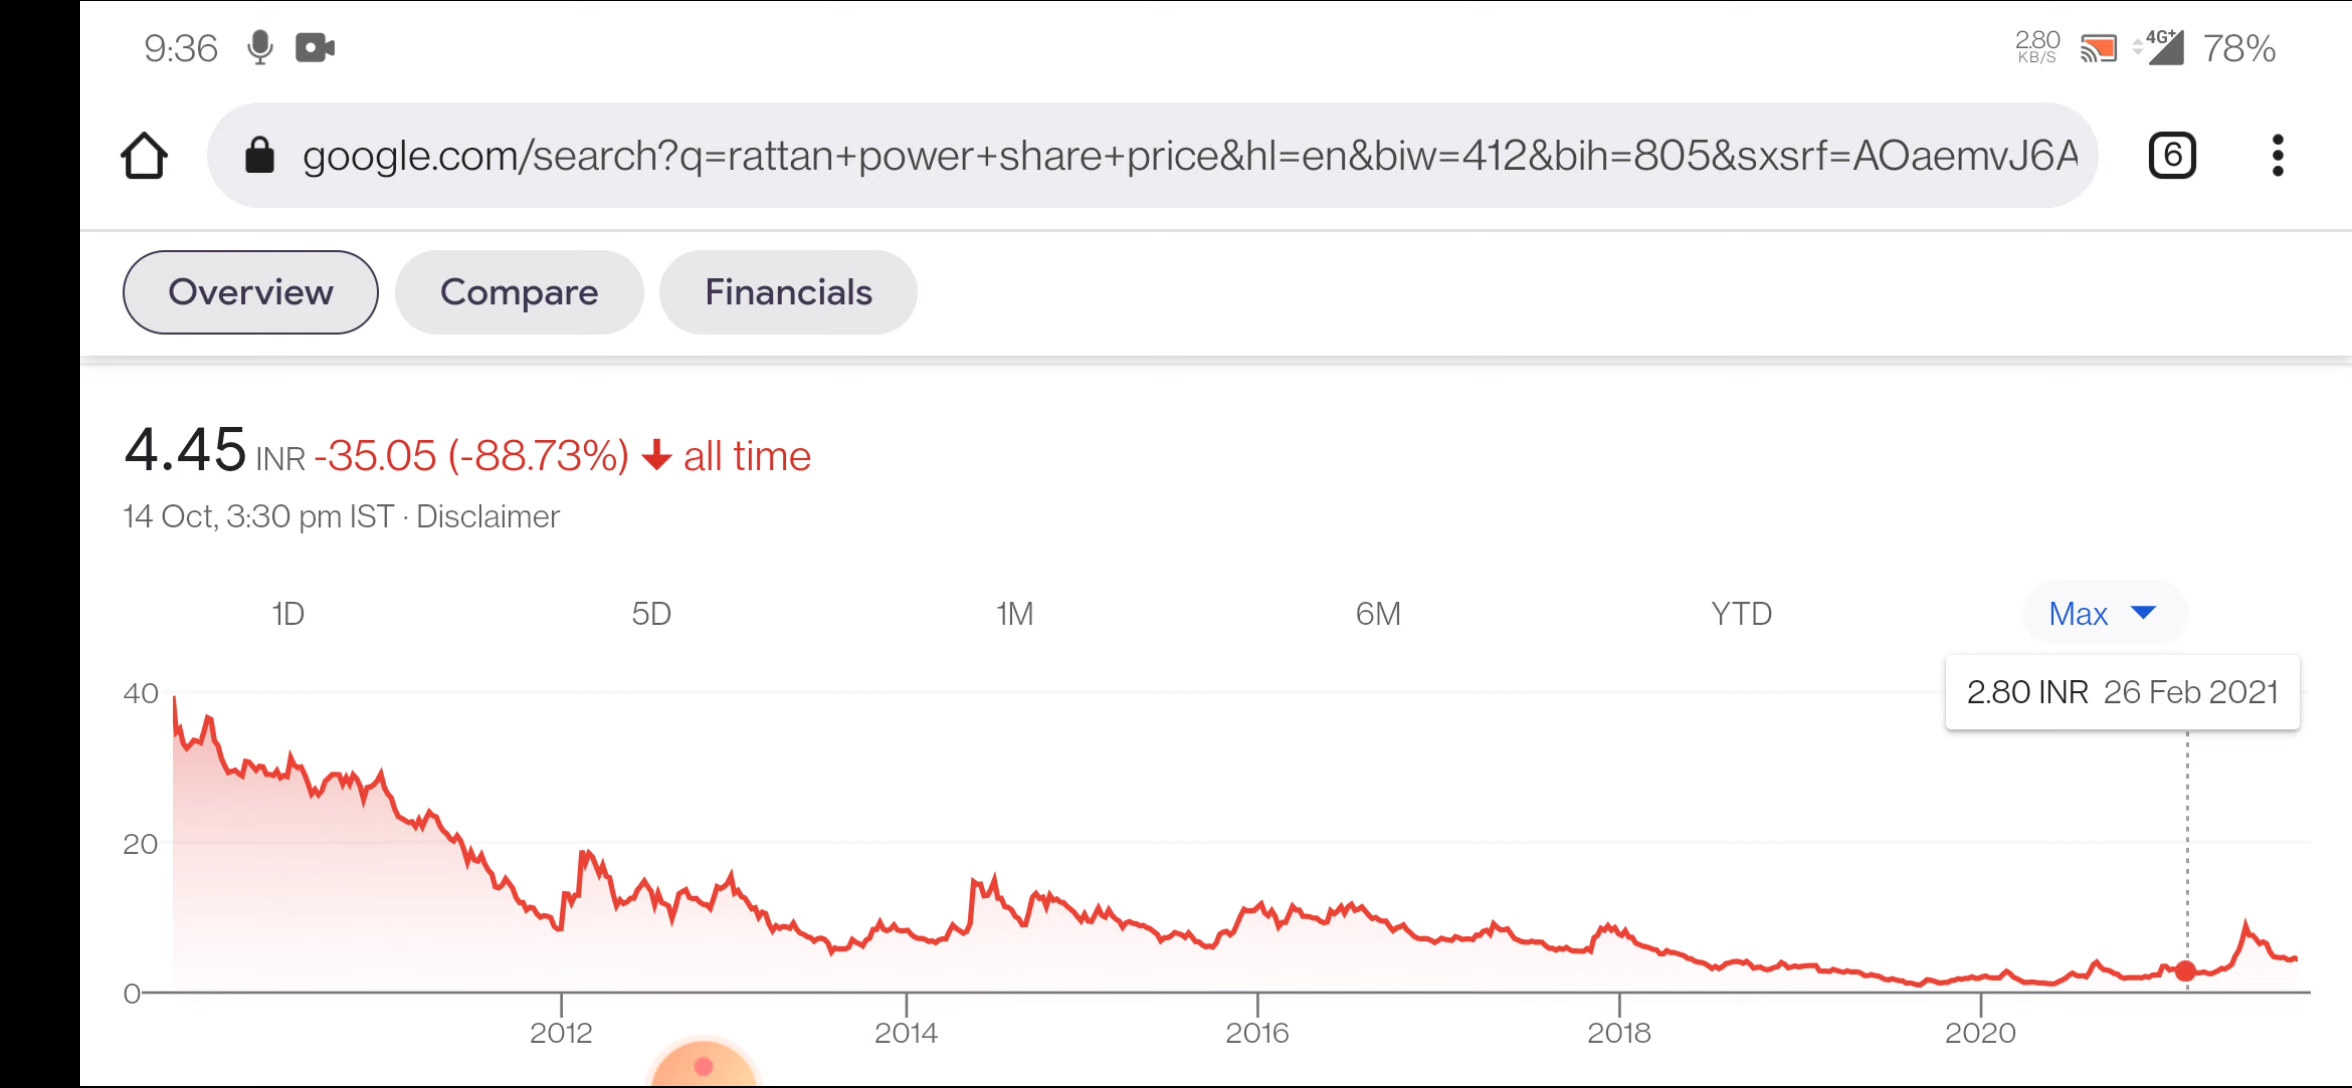 9:36 2.80 KB/S 4G+ 78%
google.com/search?q=rattan+power+share+price&hl=en&biw=412&bih=805&sxsrf=AOaemvJ6A 6
Overview Compare Financials
4.45 INR -35.05 (-88.73%) ↓ all time
14 Oct, 3:30 pm IST · Disclaimer
1D 5D 1M 6M YTD Max
2.80 INR 26 Feb 2021
40
20
0
2012 2014 2016 2018 2020